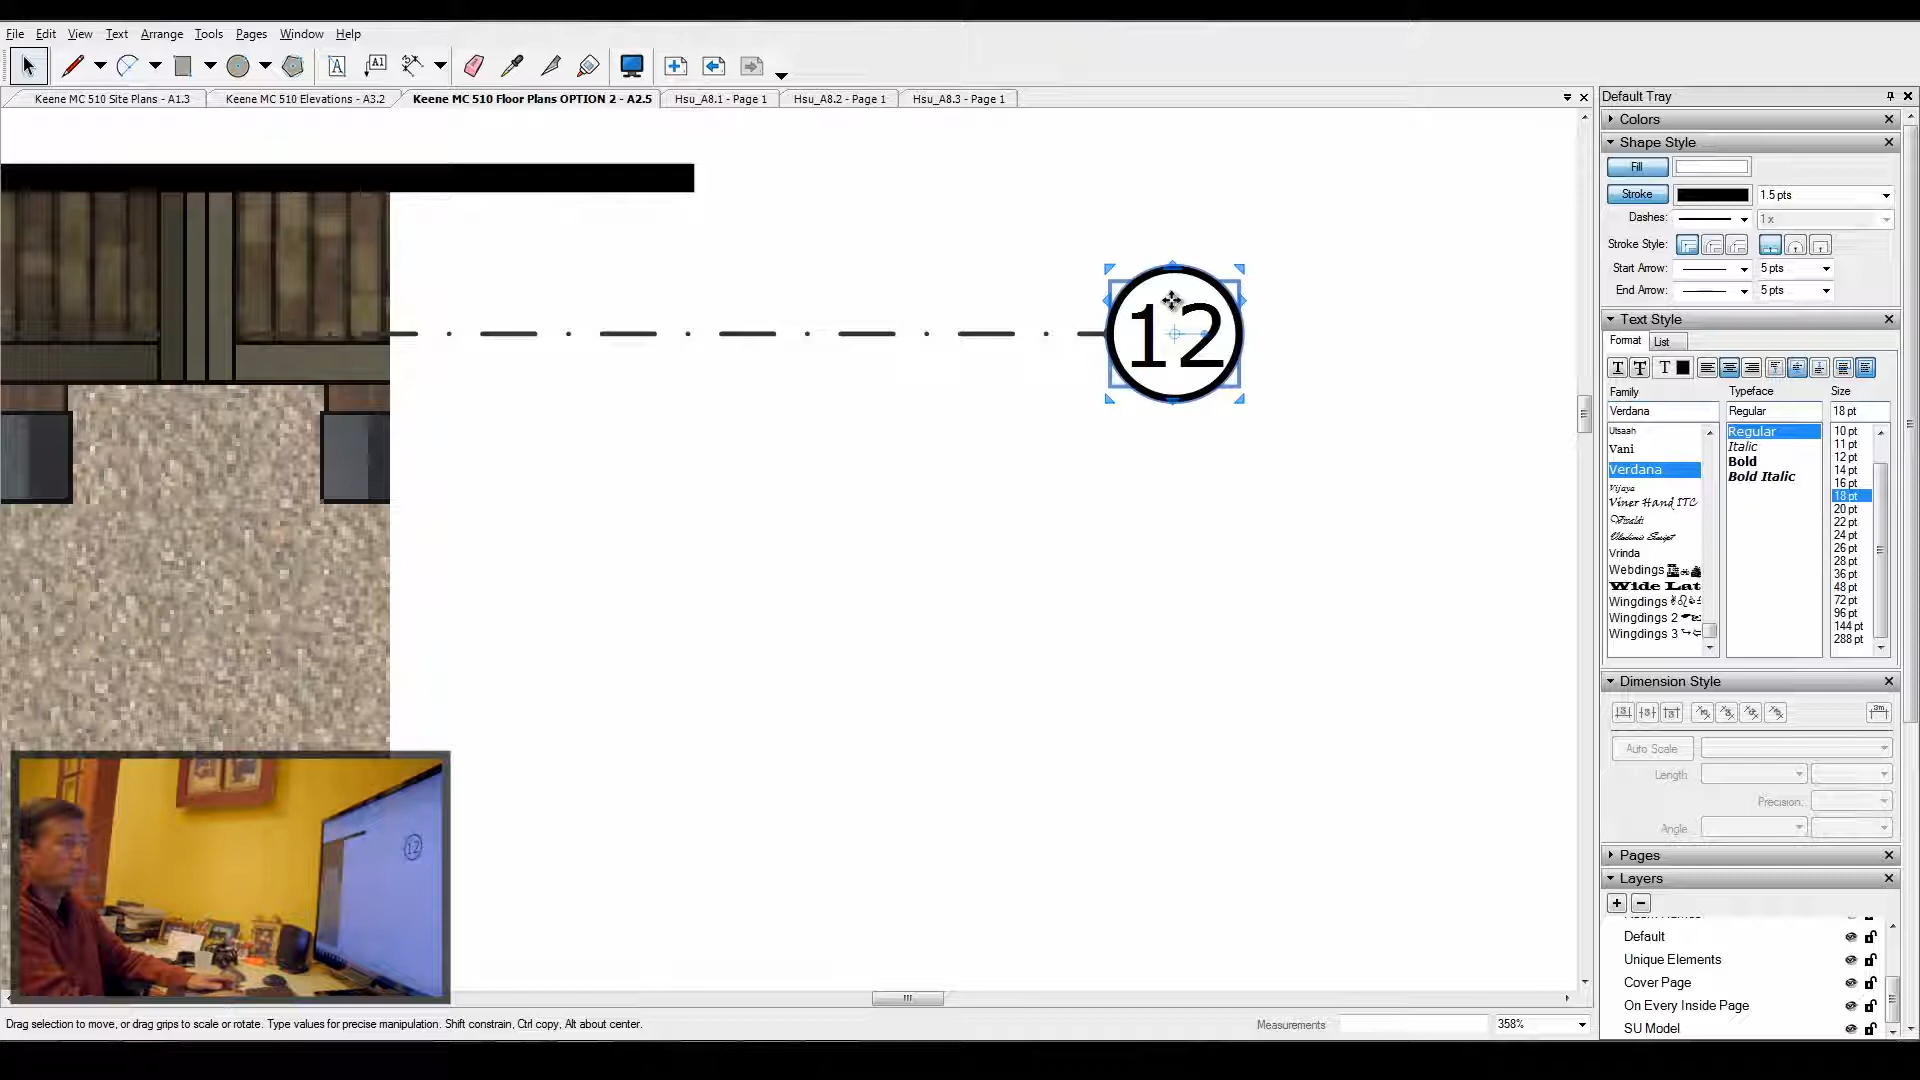 File Edit View Text Arrange Tools Pages Window Help
Keene MC 510 Site Plans - A1.3
Keene MC 510 Elevations - A3.2
Keene MC 510 Floor Plans OPTION 2 - A2.5
Hsu_A8.1 - Page 1
Hsu_A8.2 - Page 1
Hsu_A8.3 - Page 1
12
Drag selection to move, or drag grips to scale or rotate. Type values for precise manipulation. Shift constrain, Ctrl copy, Alt about center.
Measurements
358%
Default Tray
Colors
Shape Style
Fill
Stroke 1.5 pts
Dashes: 1 x
Stroke Style:
Start Arrow: 5 pts
End Arrow: 5 pts
Text Style
Format List
Family Typeface Size
Verdana Regular 18 pt
Utsaah
Vani
Verdana
Vijaya
Viner Hand ITC
Vivaldi
Vladimir Script
Vrinda
Webdings
Wide Lat
Wingdings
Wingdings 2
Wingdings 3
Regular
Italic
Bold
Bold Italic
10 pt
11 pt
12 pt
14 pt
16 pt
18 pt
20 pt
22 pt
24 pt
26 pt
28 pt
36 pt
48 pt
72 pt
96 pt
144 pt
288 pt
Dimension Style
Auto Scale
Length:
Precision:
Angle:
Pages
Layers
Default
Unique Elements
Cover Page
On Every Inside Page
SU Model
12